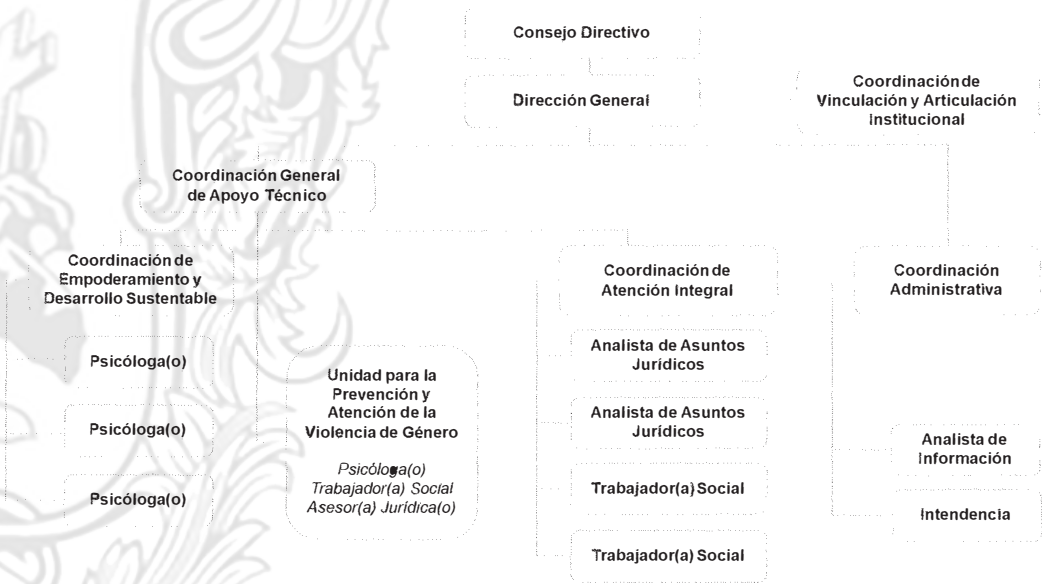 Consejo Directivo
Dirección General
Coordinación de
Vinculación y Articulación
Institucional
Coordinación General
de Apoyo Técnico
Coordinación de
Empoderamiento y
Desarrollo Sustentable
Psicóloga(o)
Psicóloga(o)
Psicóloga(o)
Unidad para la
Prevención y
Atención de la
Violencia de Género
Psicóloga(o)
Trabajador(a) Social
Asesor(a) Jurídica(o)
Coordinación de
Atención Integral
Analista de Asuntos
Jurídicos
Analista de Asuntos
Jurídicos
Trabajador(a) Social
Trabajador(a) Social
Coordinación
Administrativa
Analista de
Información
Intendencia